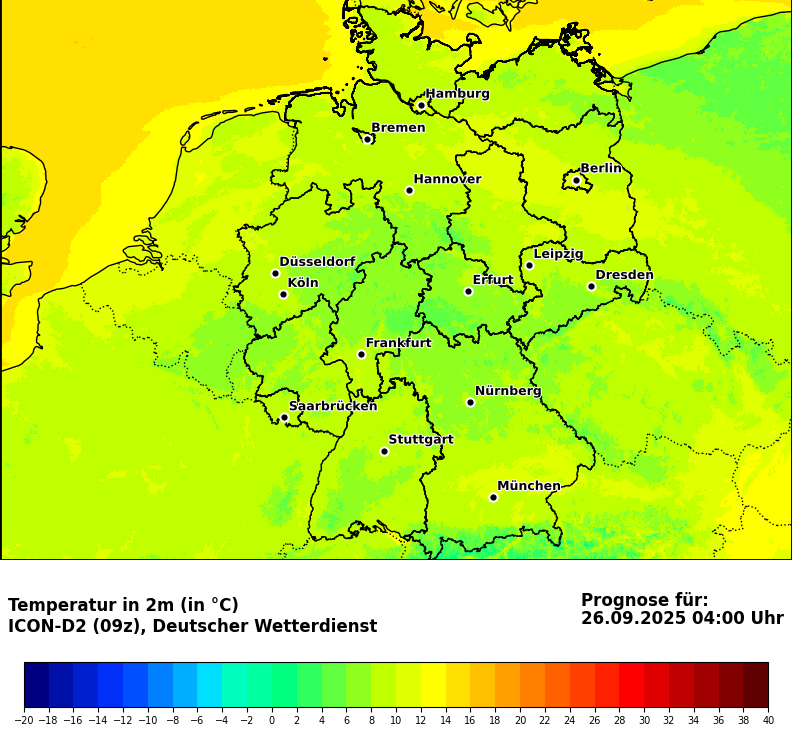 Hamburg
Bremen
Berlin
Hannover
Leipzig
Düsseldorf
Dresden
Erfurt
Köln
Frankfurt
Nürnberg
Saarbrücken
Stuttgart
München
Temperatur in 2m (in °C)
ICON-D2 (09z), Deutscher Wetterdienst
Prognose für:
26.09.2025 04:00 Uhr
−20 −18 −16 −14 −12 −10 −8 −6 −4 −2 0 2 4 6 8 10 12 14 16 18 20 22 24 26 28 30 32 34 36 38 40